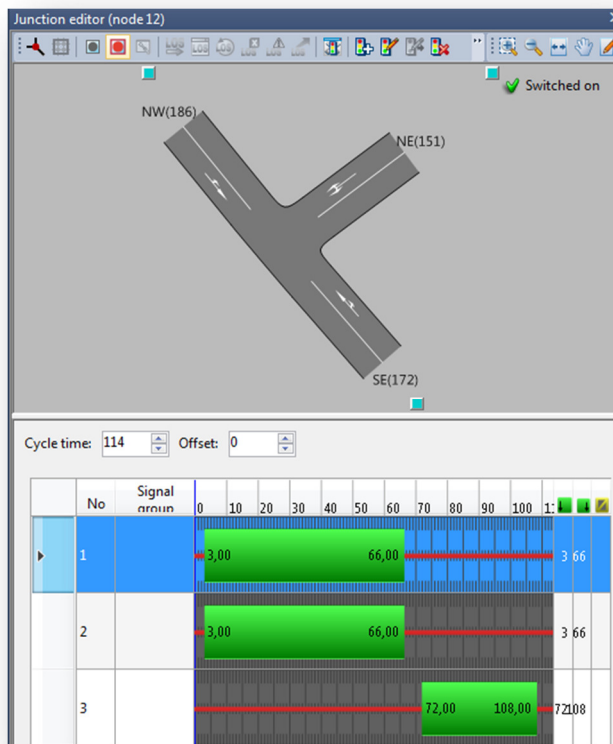 Junction editor (node 12)
Switched on
NW(186)
NE(151)
SE(172)
Cycle time: 114 Offset: 0
No Signal group 0 10 20 30 40 50 60 70 80 90 100
1 3,00 66,00 3 66
2 3,00 66,00 3 66
3 72,00 108,00 72 108